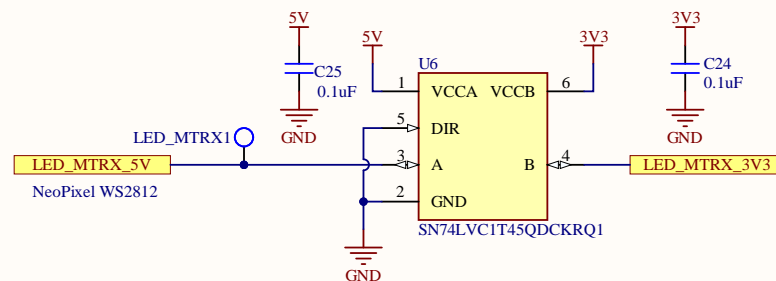 5V
C25
0.1uF
GND
5V
U6
3V3
3V3
C24
0.1uF
GND
1
VCCA
VCCB
6
5
DIR
LED_MTRX1
LED_MTRX_5V
3
A
B
4
LED_MTRX_3V3
NeoPixel WS2812
2
GND
SN74LVC1T45QDCKRQ1
GND